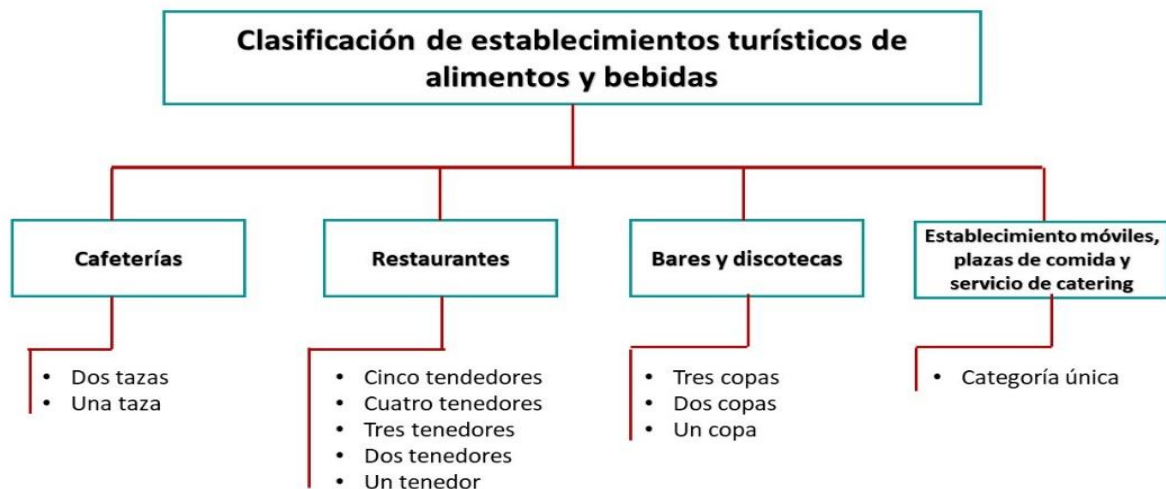 Clasificación de establecimientos turísticos de
alimentos y bebidas
Cafeterías
• Dos tazas
• Una taza
Restaurantes
• Cinco tendedores
• Cuatro tenedores
• Tres tenedores
• Dos tenedores
• Un tenedor
Bares y discotecas
• Tres copas
• Dos copas
• Un copa
Establecimiento móviles,
plazas de comida y
servicio de catering
• Categoría única